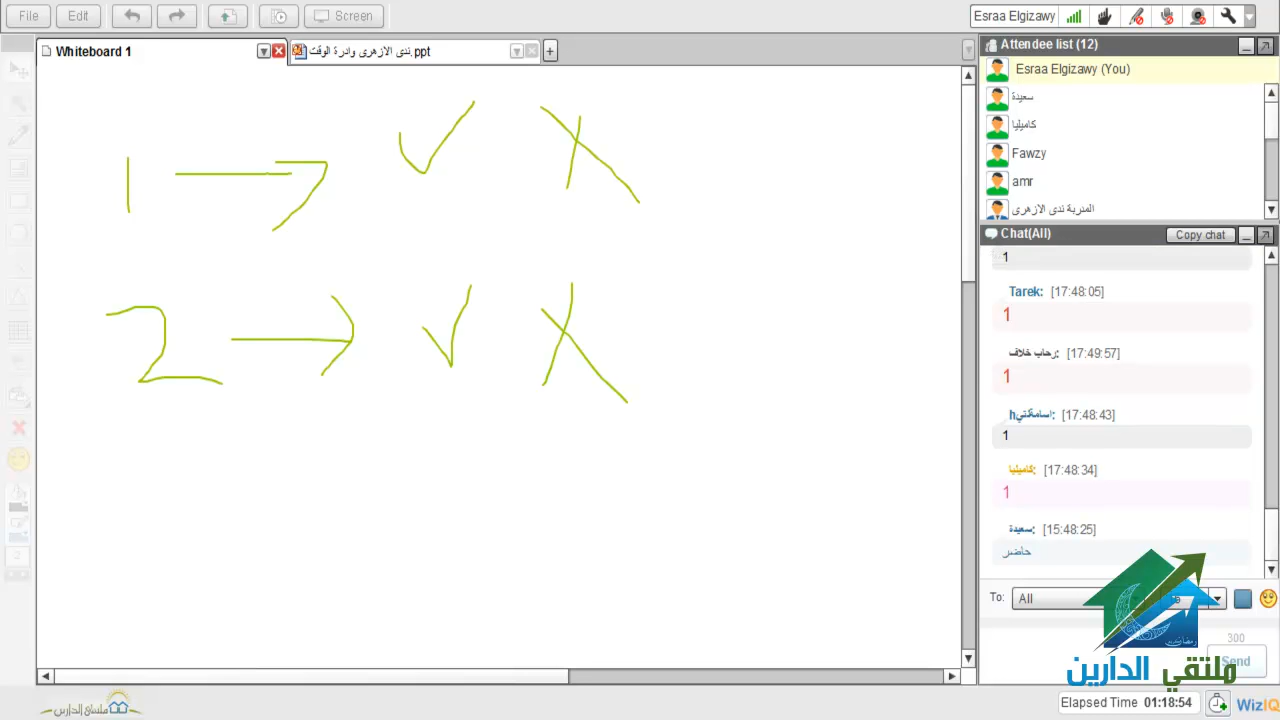 File Edit Screen
Esraa Elgizawy
Whiteboard 1
ندى الازهرى وادرة الوقت.ppt
Attendee list (12)
Esraa Elgizawy (You)
سعيدة
كاميليا
Fawzy
amr
المدربة ندى الازهرى
Chat(All)
Copy chat
1
Tarek: [17:48:05]
1
رحاب خلاف: [17:49:57]
1
[17:48:43]
1
كاميليا: [17:48:34]
1
سعيدة: [15:48:25]
حاضر
To: All
300
Send
ملتقي الدارين
Elapsed Time 01:18:54
WizIQ
ملتقى الدارين
1
2
2